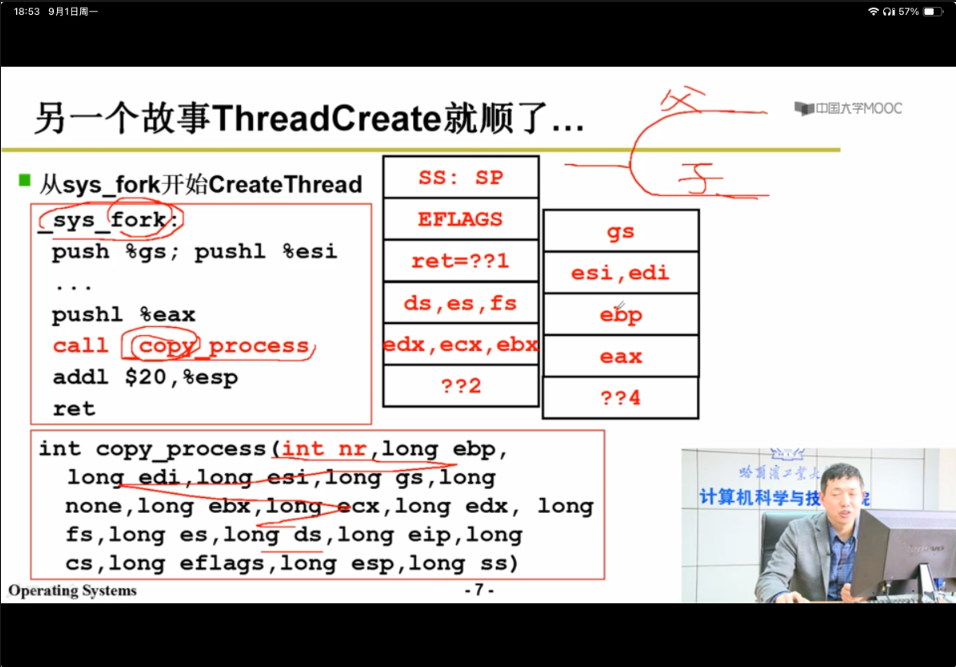 18:53 9月1日周一
57%
另一个故事ThreadCreate就顺了...
父
子
中国大学MOOC
从sys_fork开始CreateThread
_sys_fork:
push %gs; pushl %esi
...
pushl %eax
call _copy_process
addl $20,%esp
ret
SS: SP
EFLAGS
ret=??1
ds,es,fs
edx,ecx,ebx
??2
gs
esi,edi
ebp
eax
??4
int copy_process(int nr,long ebp,
long edi,long esi,long gs,long
none,long ebx,long ecx,long edx, long
fs,long es,long ds,long eip,long
cs,long eflags,long esp,long ss)
哈尔滨工业大
计算机科学与技 院
Operating Systems
- 7 -